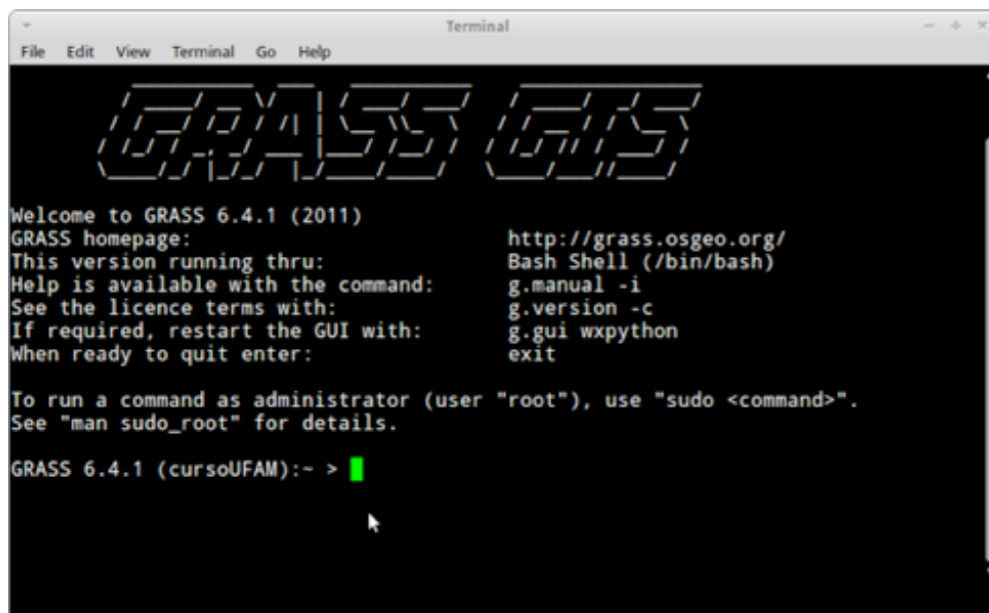 Terminal
File Edit View Terminal Go Help
GRASS GIS
Welcome to GRASS 6.4.1 (2011)
GRASS homepage: http://grass.osgeo.org/
This version running thru: Bash Shell (/bin/bash)
Help is available with the command: g.manual -i
See the licence terms with: g.version -c
If required, restart the GUI with: g.gui wxpython
When ready to quit enter: exit
To run a command as administrator (user "root"), use "sudo <command>".
See "man sudo_root" for details.
GRASS 6.4.1 (cursoUFAM):~ >